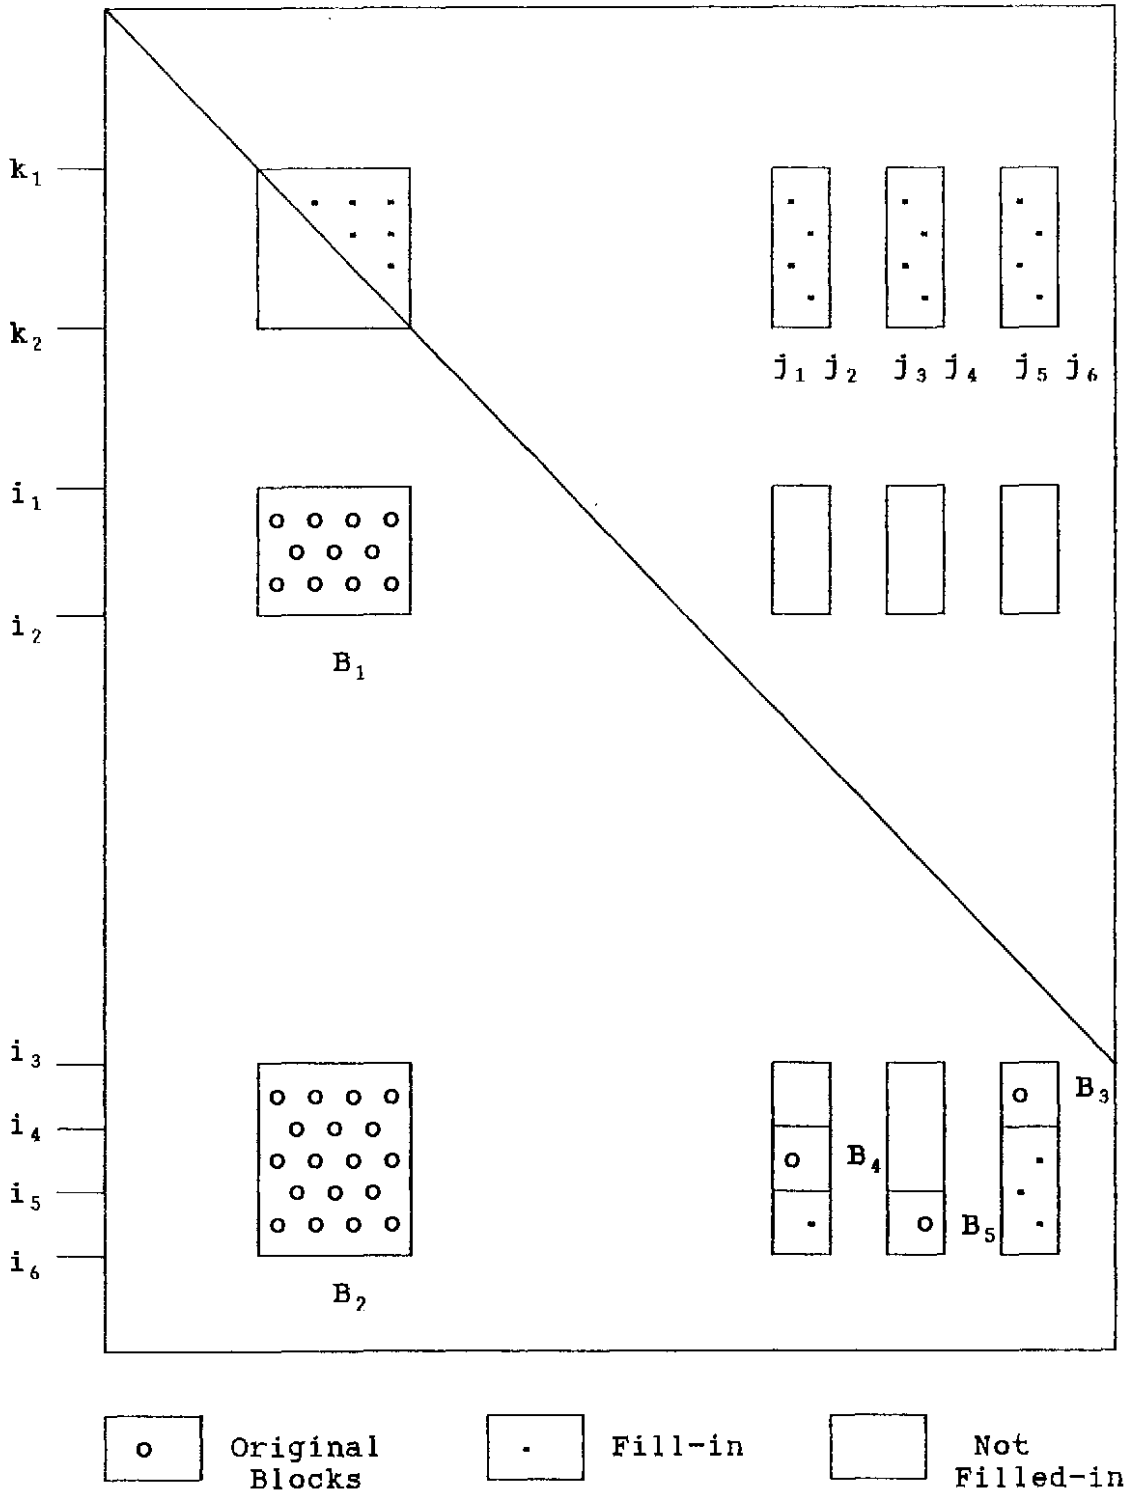 k₁
k₂
j₁ j₂ j₃ j₄ j₅ j₆
i₁
i₂
B₁
i₃
B₃
i₄
B₄
i₅
B₅
i₆
B₂
o Original Blocks
Fill-in
Not Filled-in